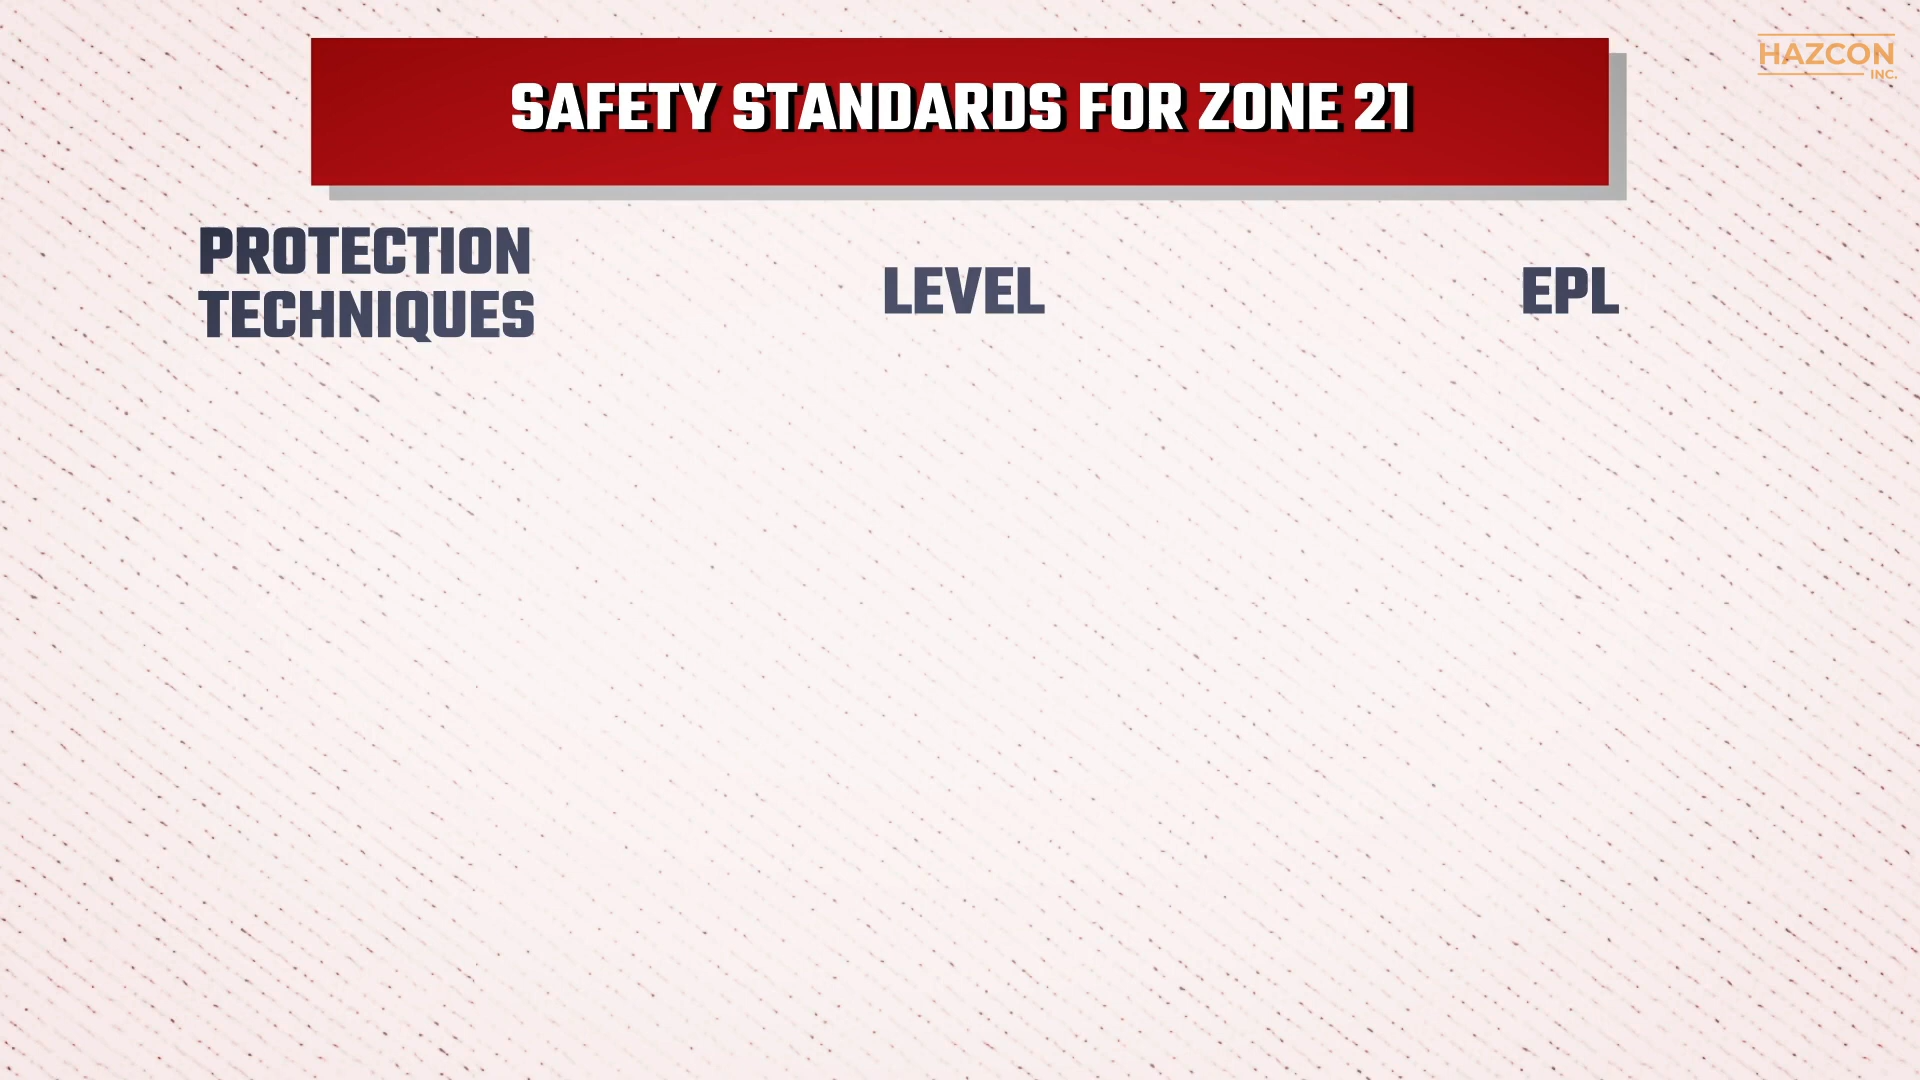 SAFETY STANDARDS FOR ZONE 21
HAZCON
INC.
PROTECTION
TECHNIQUES
LEVEL
EPL